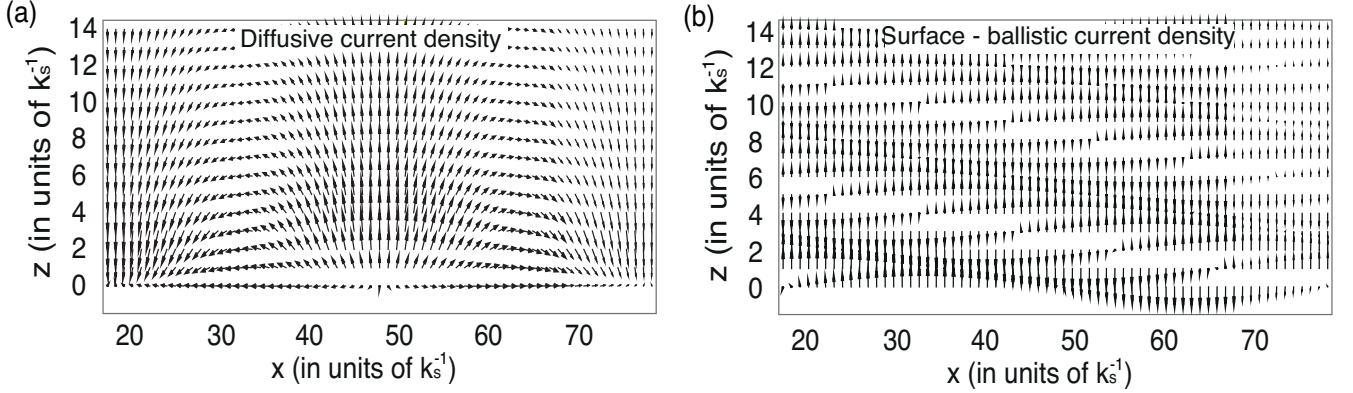 (a)
Diffusive current density
14
12
10
8
6
4
2
0
z (in units of ks⁻¹)
20 30 40 50 60 70
x (in units of ks⁻¹)
(b)
Surface - ballistic current density
14
12
10
8
6
4
2
0
z (in units of ks⁻¹)
20 30 40 50 60 70
x (in units of ks⁻¹)